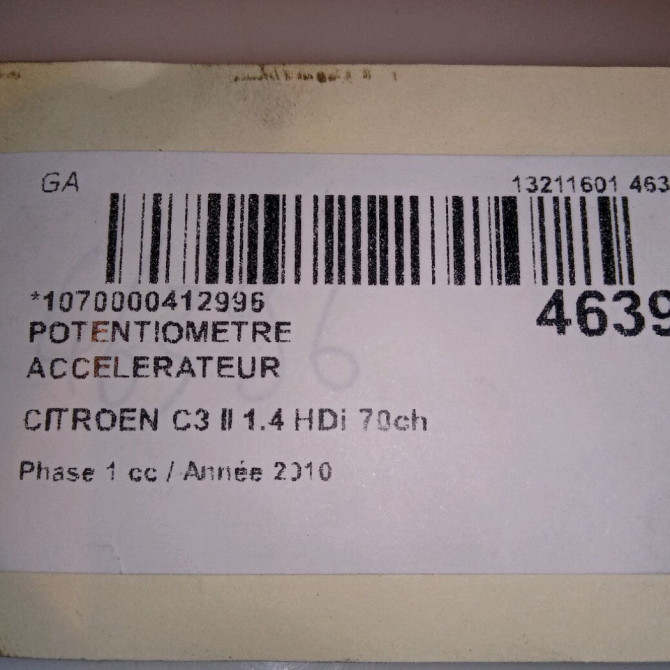 GA 13211601 463
*1070000412996
4639
POTENTIOMETRE
ACCELERATEUR
CITROEN C3 II 1.4 HDi 70ch
Phase 1 cc / Année 2010